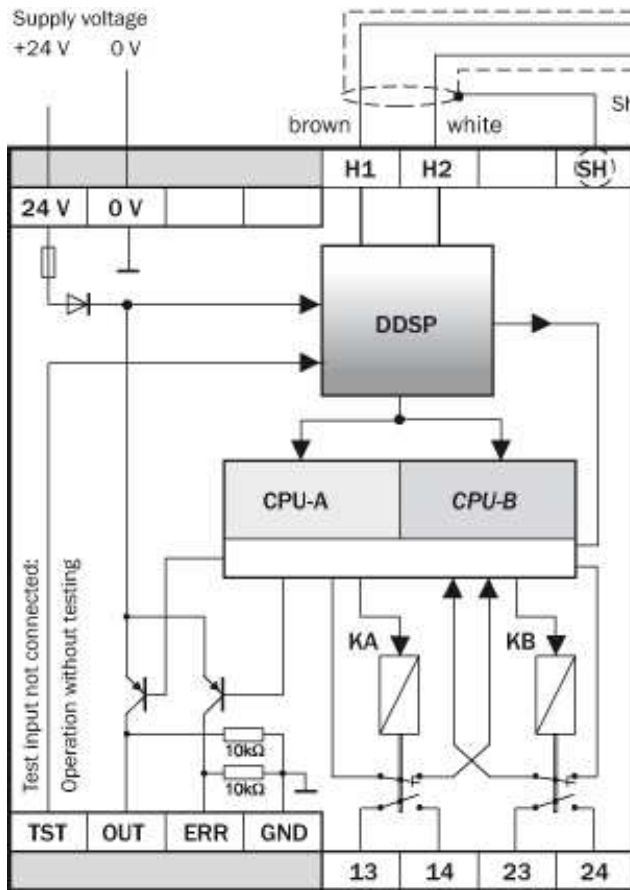 Supply voltage
+24 V 0 V
brown white
H1 H2 SH
24 V 0 V
DDSP
CPU-A CPU-B
KA KB
Test input not connected:
Operation without testing
10kΩ
10kΩ
TST OUT ERR GND
13 14 23 24